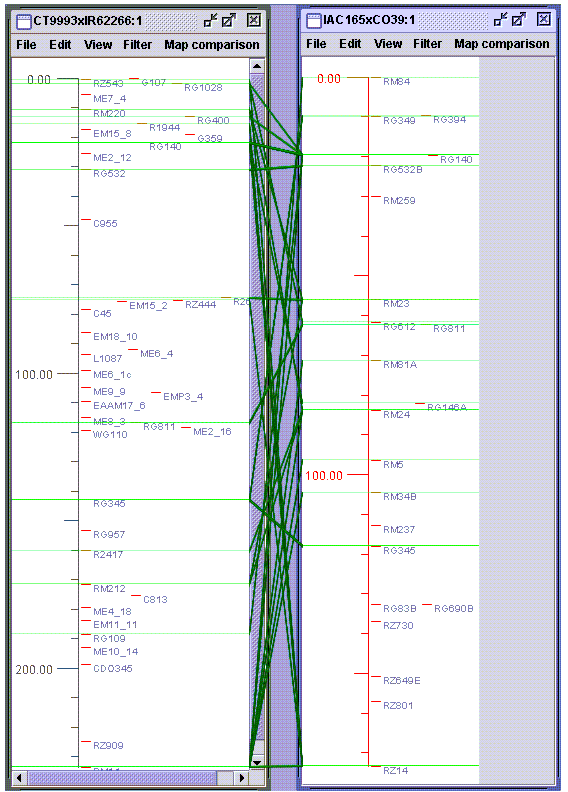 CT9993xIR62266:1
File Edit View Filter Map comparison
0.00
RZ543 G107 RG1028
ME7_4
RM220 RG400
EM15_8 R1944 G359
RG140
ME2_12
RG532
C955
EM15_2 RZ444 R26
C45
EM18_10
L1087 ME6_4
100.00 ME6_1c
ME9_9 EMP3_4
EAAM17_6
ME8_3 RG811 ME2_16
WG110
RG345
RG957
R2417
RM212 C813
ME4_18
EM11_11
RG109
ME10_14
200.00 CDO345
RZ909
IAC165xCO39:1
File Edit View Filter Map comparison
0.00 RM84
RG349 RG394
RG140
RG532B
RM259
RM23
RG612 RG811
RM81A
RG146A
RM24
RM5
100.00
RM34B
RM237
RG345
RG83B RG690B
RZ730
RZ649E
RZ801
RZ14